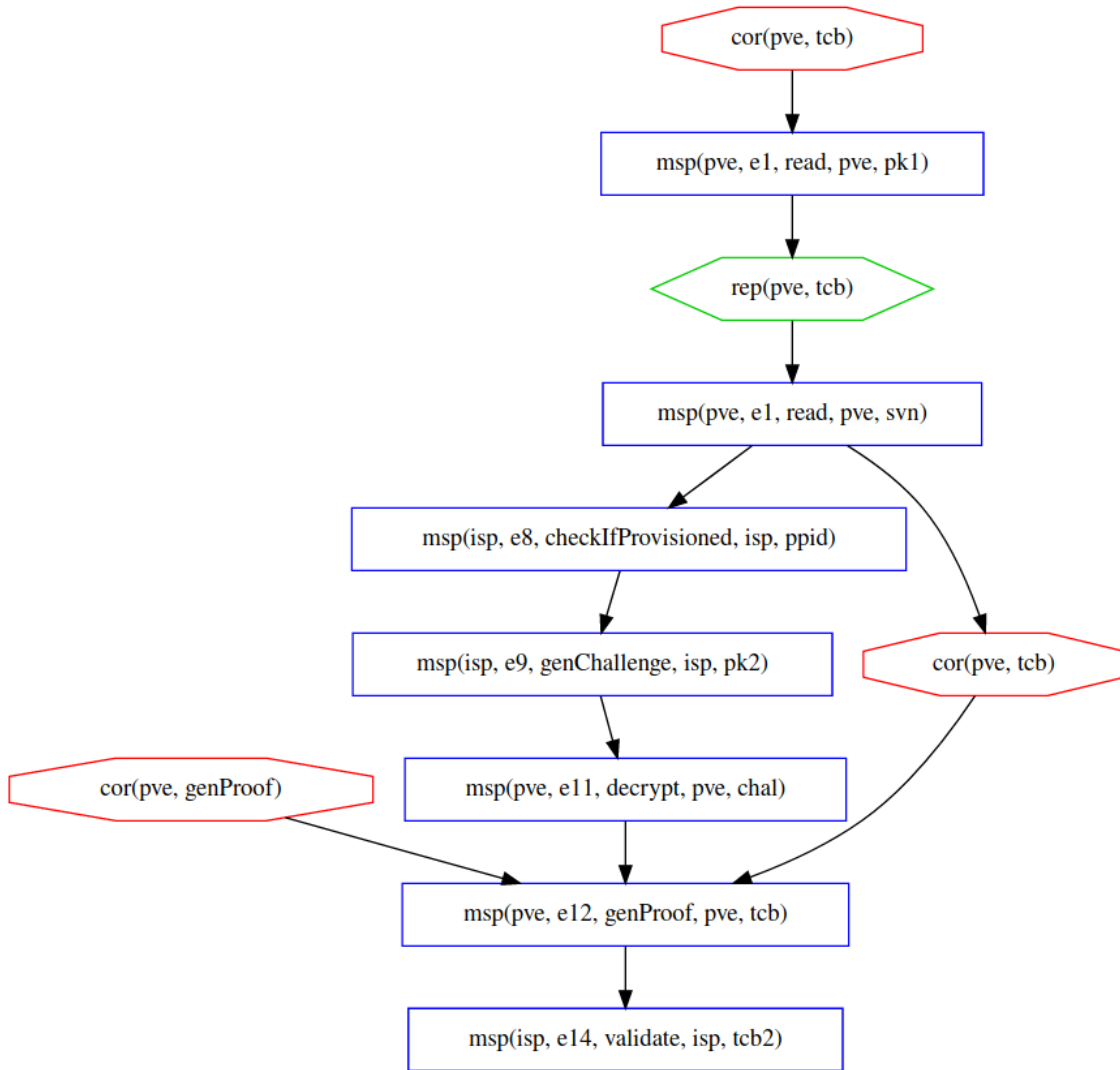 cor(pve, tcb)
msp(pve, e1, read, pve, pk1)
rep(pve, tcb)
msp(pve, e1, read, pve, svn)
msp(isp, e8, checkIfProvisioned, isp, ppid)
msp(isp, e9, genChallenge, isp, pk2)
cor(pve, tcb)
cor(pve, genProof)
msp(pve, e11, decrypt, pve, chal)
msp(pve, e12, genProof, pve, tcb)
msp(isp, e14, validate, isp, tcb2)